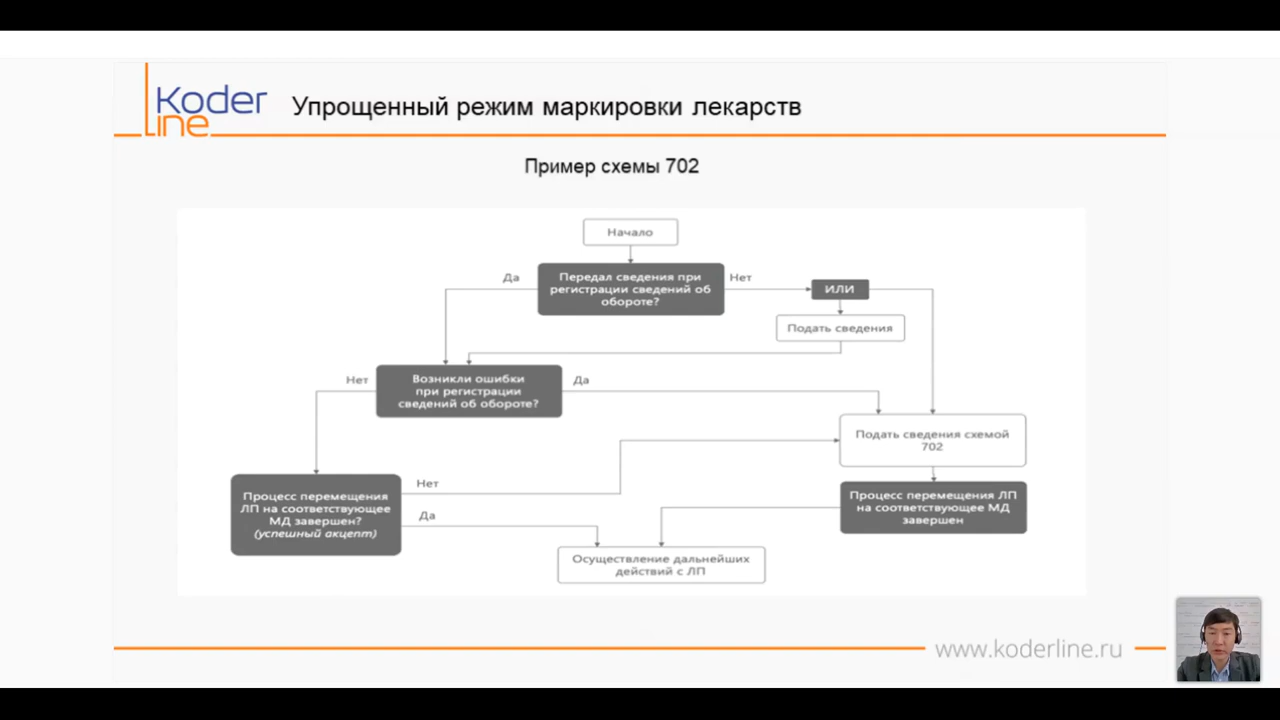 Koder
line
Упрощенный режим маркировки лекарств
Пример схемы 702
Начало
Да
Передал сведения при
регистрации сведений об
обороте?
Нет
ИЛИ
Подать сведения
Нет
Возникли ошибки
при регистрации
сведений об обороте?
Да
Подать сведения схемой
702
Процесс перемещения
ЛП на соответствующее
МД завершен?
(успешный акцепт)
Нет
Да
Процесс перемещения ЛП
на соответствующее МД
завершен
Осуществление дальнейших
действий с ЛП
www.koderline.ru